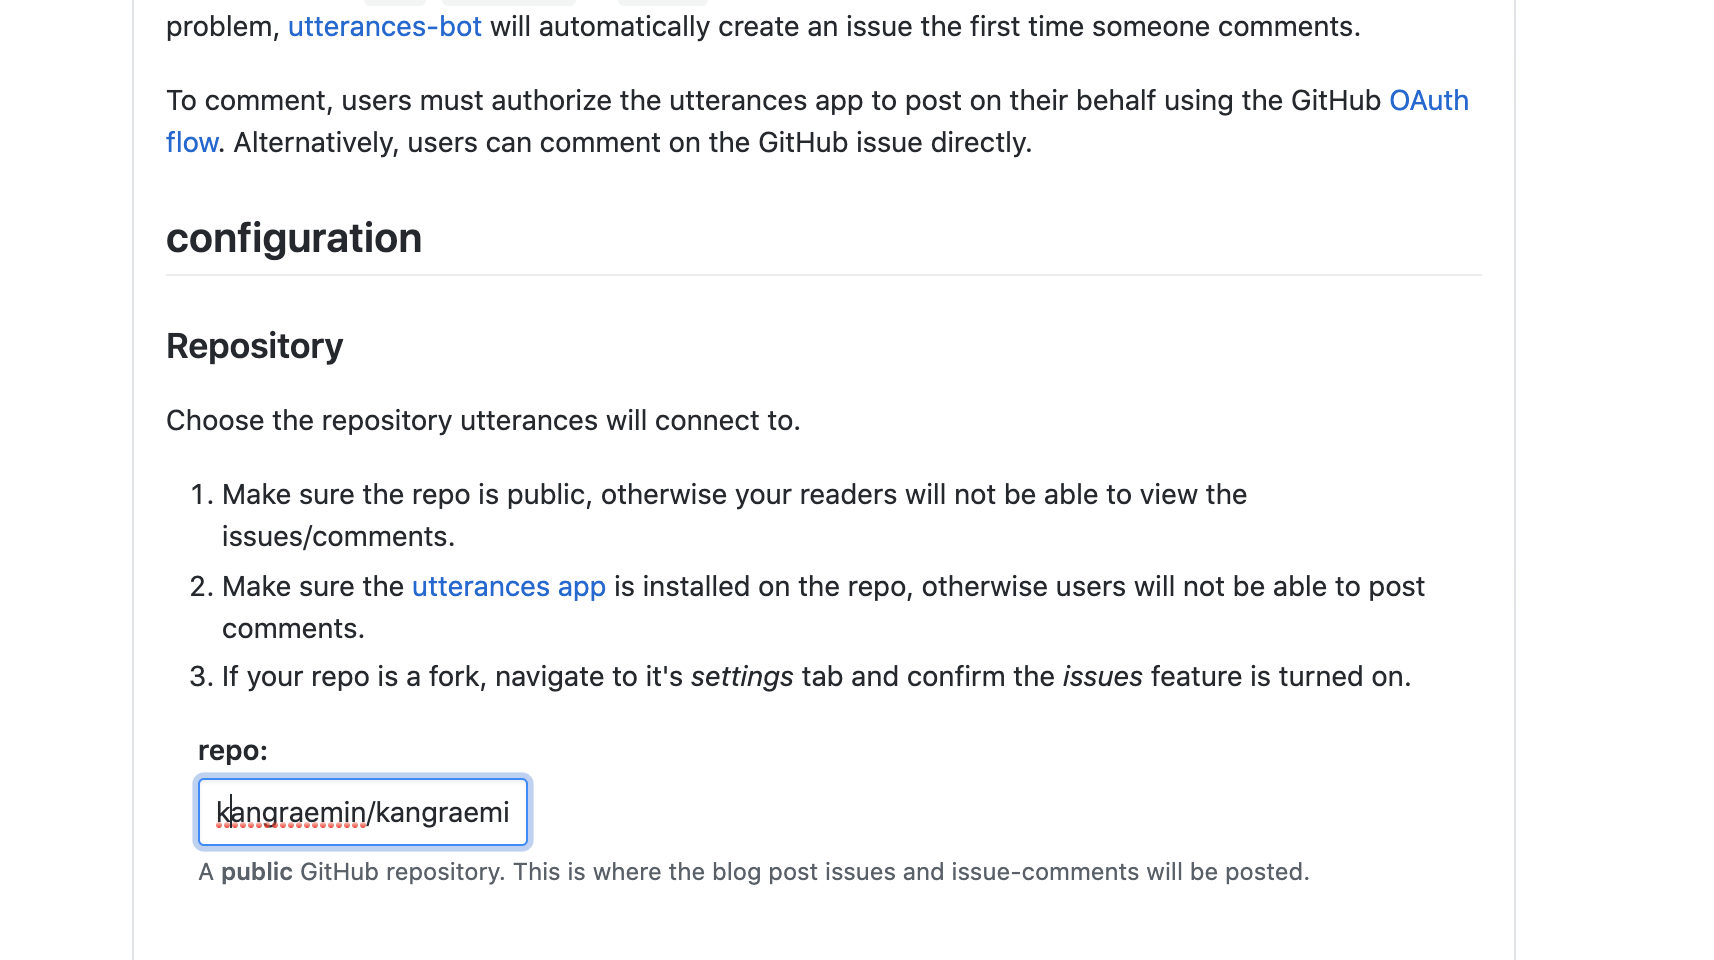 problem, utterances-bot will automatically create an issue the first time someone comments.
To comment, users must authorize the utterances app to post on their behalf using the GitHub OAuth
flow. Alternatively, users can comment on the GitHub issue directly.
configuration
Repository
Choose the repository utterances will connect to.
1. Make sure the repo is public, otherwise your readers will not be able to view the
issues/comments.
2. Make sure the utterances app is installed on the repo, otherwise users will not be able to post
comments.
3. If your repo is a fork, navigate to it's settings tab and confirm the issues feature is turned on.
repo:
kangraemin/kangraemi
A public GitHub repository. This is where the blog post issues and issue-comments will be posted.